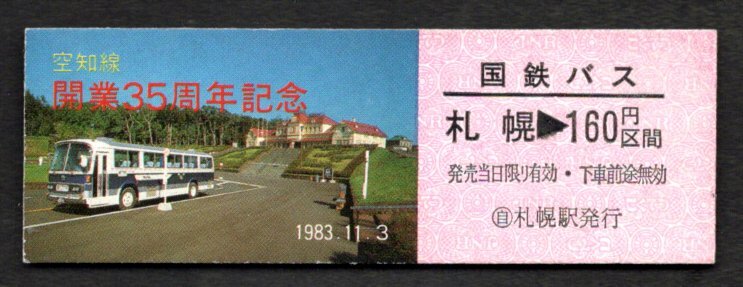 空知線
開業35周年記念
1983.11.3
国鉄バス
札幌▶160円区間
発売当日限り有効・下車前途無効
㊀札幌駅発行